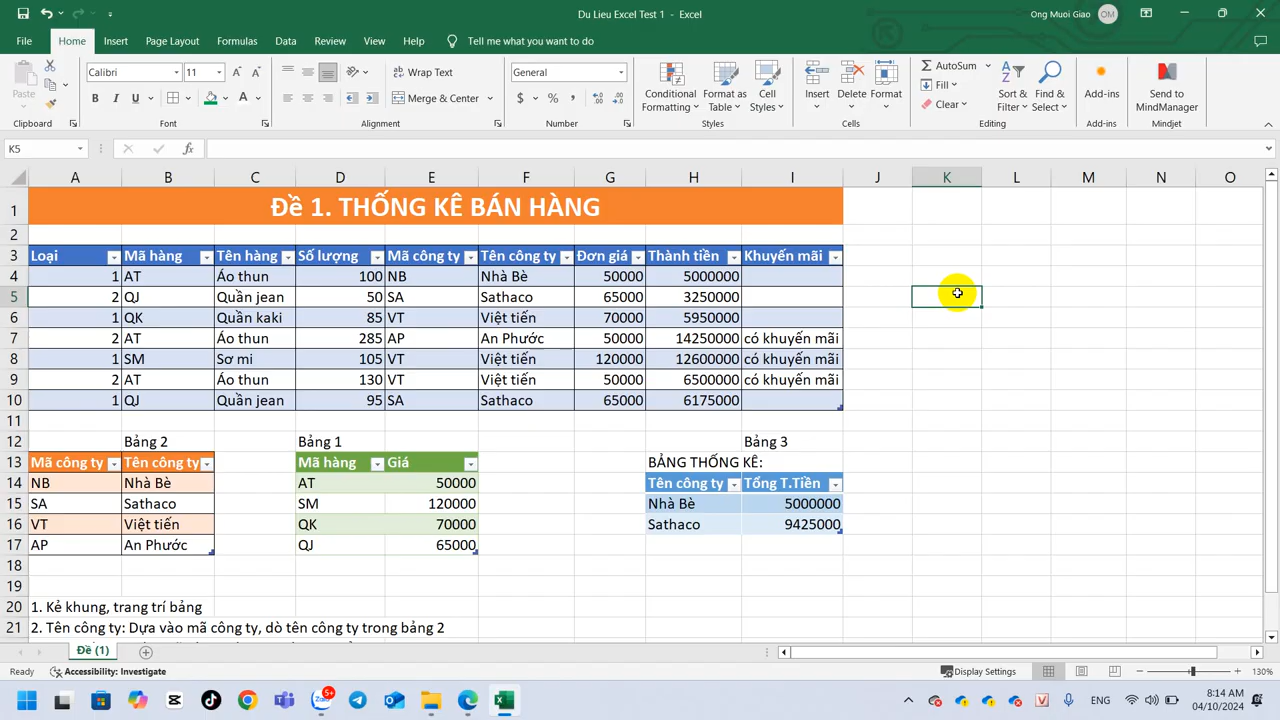 Du Lieu Excel Test 1 - Excel
Ong Muoi Giao OM
File Home Insert Page Layout Formulas Data Review View Help Tell me what you want to do
Paste
Clipboard
Calibri 11
B I U A
Font
Wrap Text
Merge & Center
Alignment
General
$ % ,
Number
Conditional Formatting
Format as Table
Cell Styles
Styles
Insert Delete Format
Cells
AutoSum
Fill
Clear
Sort & Filter
Find & Select
Editing
Add-ins
Add-ins
Send to MindManager
Mindjet
K5 fx
A B C D E F G H I J K L M N O
1 Đề 1. THỐNG KÊ BÁN HÀNG
2
3 Loại Mã hàng Tên hàng Số lượng Mã công ty Tên công ty Đơn giá Thành tiền Khuyến mãi
4 1 AT Áo thun 100 NB Nhà Bè 50000 5000000
5 2 QJ Quần jean 50 SA Sathaco 65000 3250000
6 1 QK Quần kaki 85 VT Việt tiến 70000 5950000
7 2 AT Áo thun 285 AP An Phước 50000 14250000 có khuyến mãi
8 1 SM Sơ mi 105 VT Việt tiến 120000 12600000 có khuyến mãi
9 2 AT Áo thun 130 VT Việt tiến 50000 6500000 có khuyến mãi
10 1 QJ Quần jean 95 SA Sathaco 65000 6175000
11
12 Bảng 2 Bảng 1 Bảng 3
13 Mã công ty Tên công ty Mã hàng Giá BẢNG THỐNG KÊ:
14 NB Nhà Bè AT 50000 Tên công ty Tổng T.Tiền
15 SA Sathaco SM 120000 Nhà Bè 5000000
16 VT Việt tiến QK 70000 Sathaco 9425000
17 AP An Phước QJ 65000
18
19
20 1. Kẻ khung, trang trí bảng
21 2. Tên công ty: Dựa vào mã công ty, dò tên công ty trong bảng 2
Đề (1)
Ready Accessibility: Investigate Display Settings 130%
5+
ENG
8:14 AM
04/10/2024